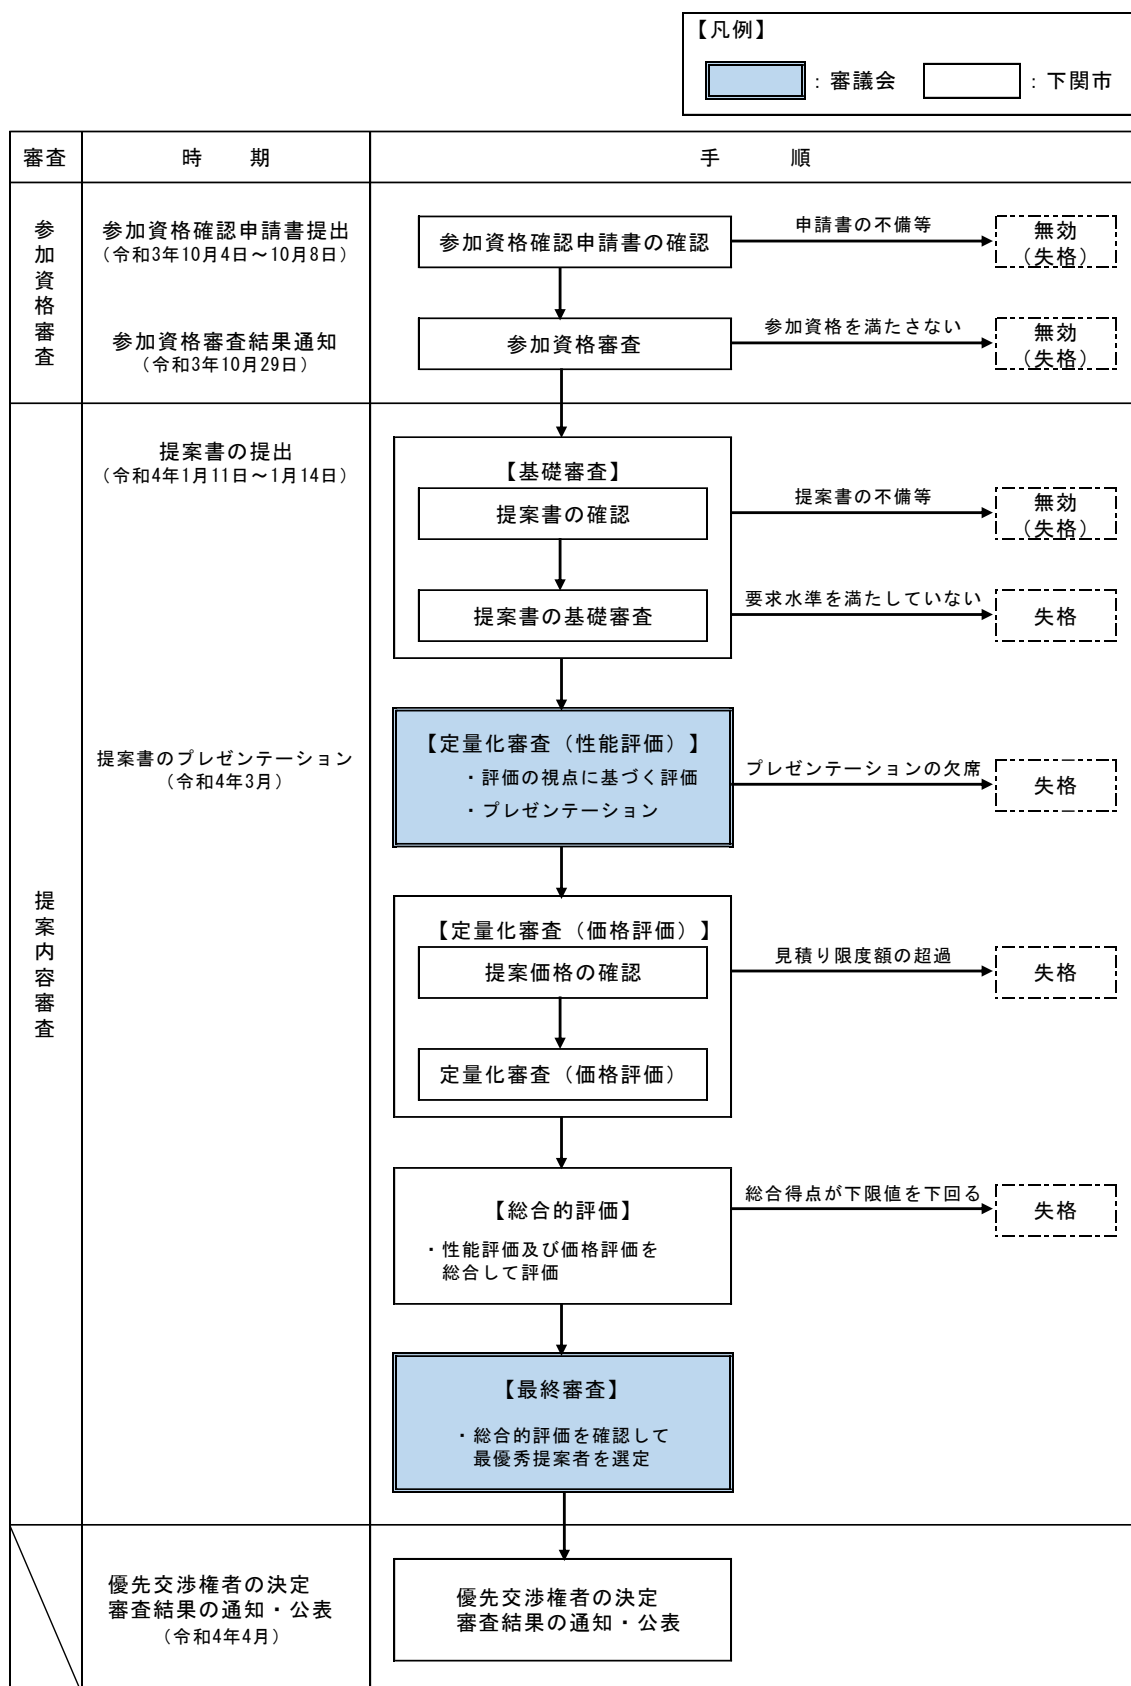 【凡例】
：審議会
：下関市
審査
時　期
手　順
参加資格審査
参加資格確認申請書提出
（令和3年10月4日～10月8日）
参加資格確認申請書の確認
申請書の不備等
無効
（失格）
参加資格審査結果通知
（令和3年10月29日）
参加資格審査
参加資格を満たさない
無効
（失格）
提案内容審査
提案書の提出
（令和4年1月11日～1月14日）
【基礎審査】
提案書の確認
提案書の不備等
無効
（失格）
提案書の基礎審査
要求水準を満たしていない
失格
提案書のプレゼンテーション
（令和4年3月）
【定量化審査（性能評価）】
・評価の視点に基づく評価
・プレゼンテーション
プレゼンテーションの欠席
失格
【定量化審査（価格評価）】
提案価格の確認
見積り限度額の超過
失格
定量化審査（価格評価）
【総合的評価】
・性能評価及び価格評価を
総合して評価
総合得点が下限値を下回る
失格
【最終審査】
・総合的評価を確認して
最優秀提案者を選定
優先交渉権者の決定
審査結果の通知・公表
（令和4年4月）
優先交渉権者の決定
審査結果の通知・公表